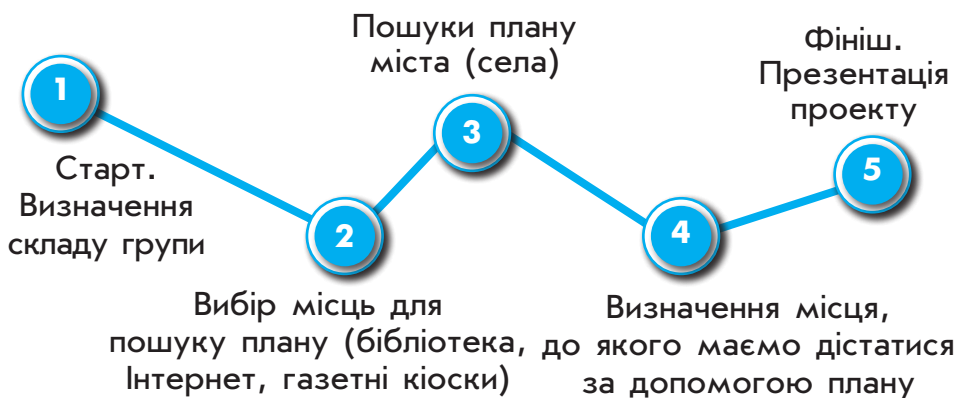 1
Старт.
Визначення
складу групи
2
Вибір місць для
пошуку плану (бібліотека,
Інтернет, газетні кіоски)
3
Пошуки плану
міста (села)
4
Визначення місця,
до якого маємо дістатися
за допомогою плану
5
Фініш.
Презентація
проекту